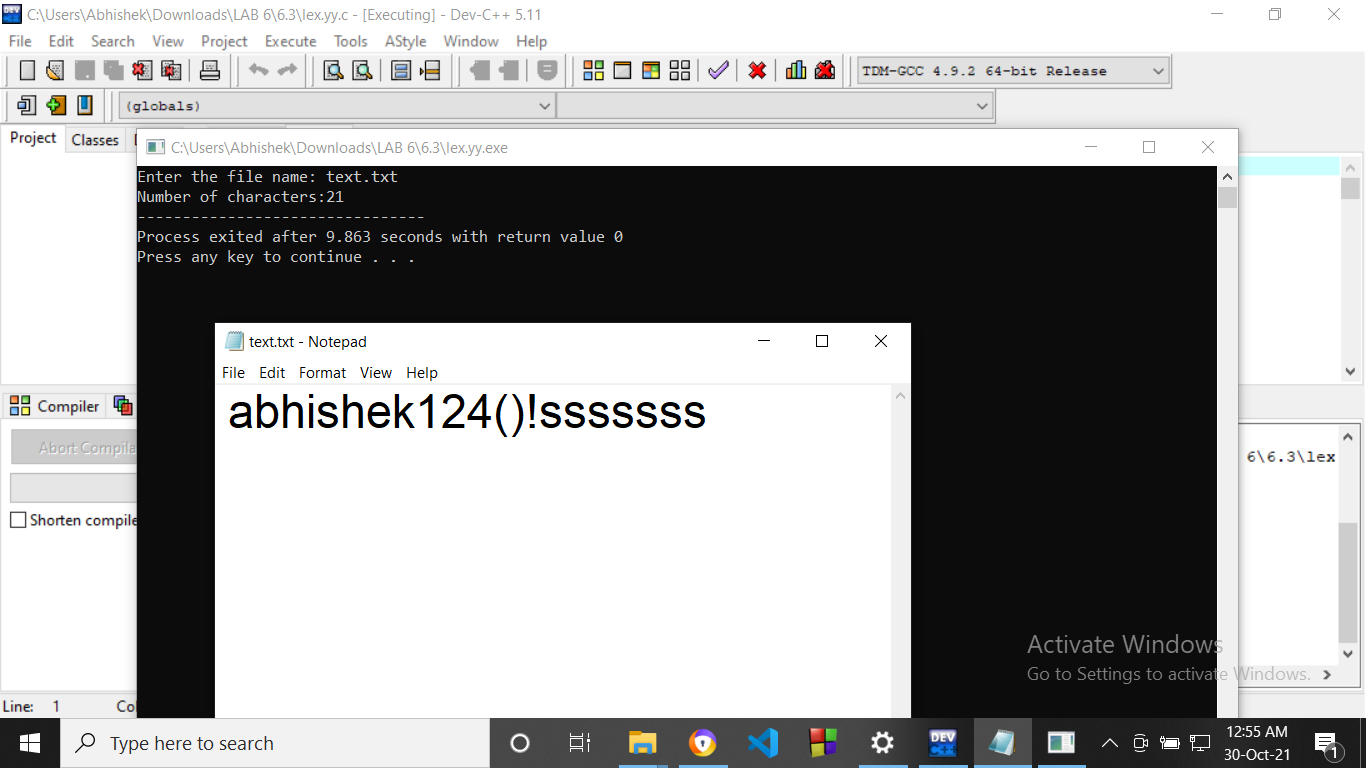 C:\Users\Abhishek\Downloads\LAB 6\6.3\lex.yy.c - [Executing] - Dev-C++ 5.11
File Edit Search View Project Execute Tools AStyle Window Help
TDM-GCC 4.9.2 64-bit Release
(globals)
Project Classes
C:\Users\Abhishek\Downloads\LAB 6\6.3\lex.yy.exe
Enter the file name: text.txt
Number of characters:21
--------------------------------
Process exited after 9.863 seconds with return value 0
Press any key to continue . . .
text.txt - Notepad
File Edit Format View Help
abhishek124()!sssssss
Compiler
Abort Compila
6\6.3\lex
Shorten compile
Activate Windows
Go to Settings to activate Windows.
Line: 1 Col
Type here to search
DEV
12:55 AM
30-Oct-21
1